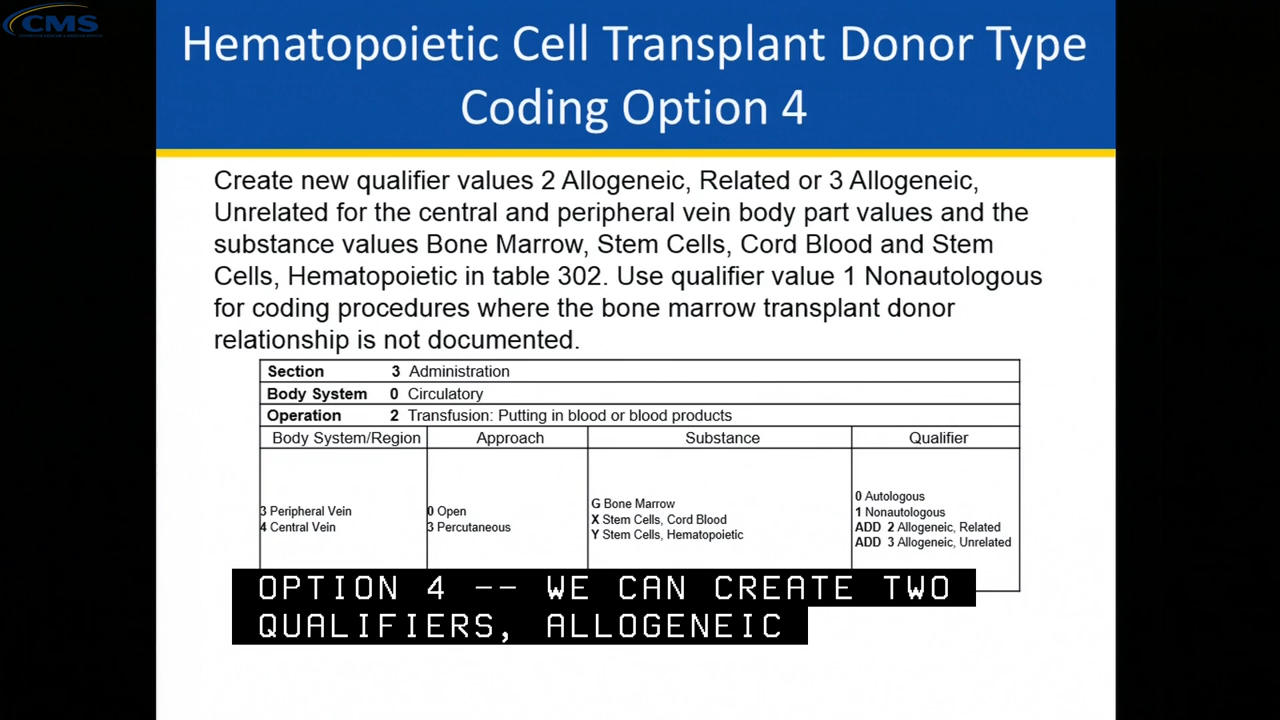 CMS
Hematopoietic Cell Transplant Donor Type
Coding Option 4
Create new qualifier values 2 Allogeneic, Related or 3 Allogeneic,
Unrelated for the central and peripheral vein body part values and the
substance values Bone Marrow, Stem Cells, Cord Blood and Stem
Cells, Hematopoietic in table 302. Use qualifier value 1 Nonautologous
for coding procedures where the bone marrow transplant donor
relationship is not documented.
Section 3 Administration
Body System 0 Circulatory
Operation 2 Transfusion: Putting in blood or blood products
Body System/Region Approach Substance Qualifier
3 Peripheral Vein
4 Central Vein
0 Open
3 Percutaneous
G Bone Marrow
X Stem Cells, Cord Blood
Y Stem Cells, Hematopoietic
0 Autologous
1 Nonautologous
ADD 2 Allogeneic, Related
ADD 3 Allogeneic, Unrelated
OPTION 4 -- WE CAN CREATE TWO
QUALIFIERS, ALLOGENEIC